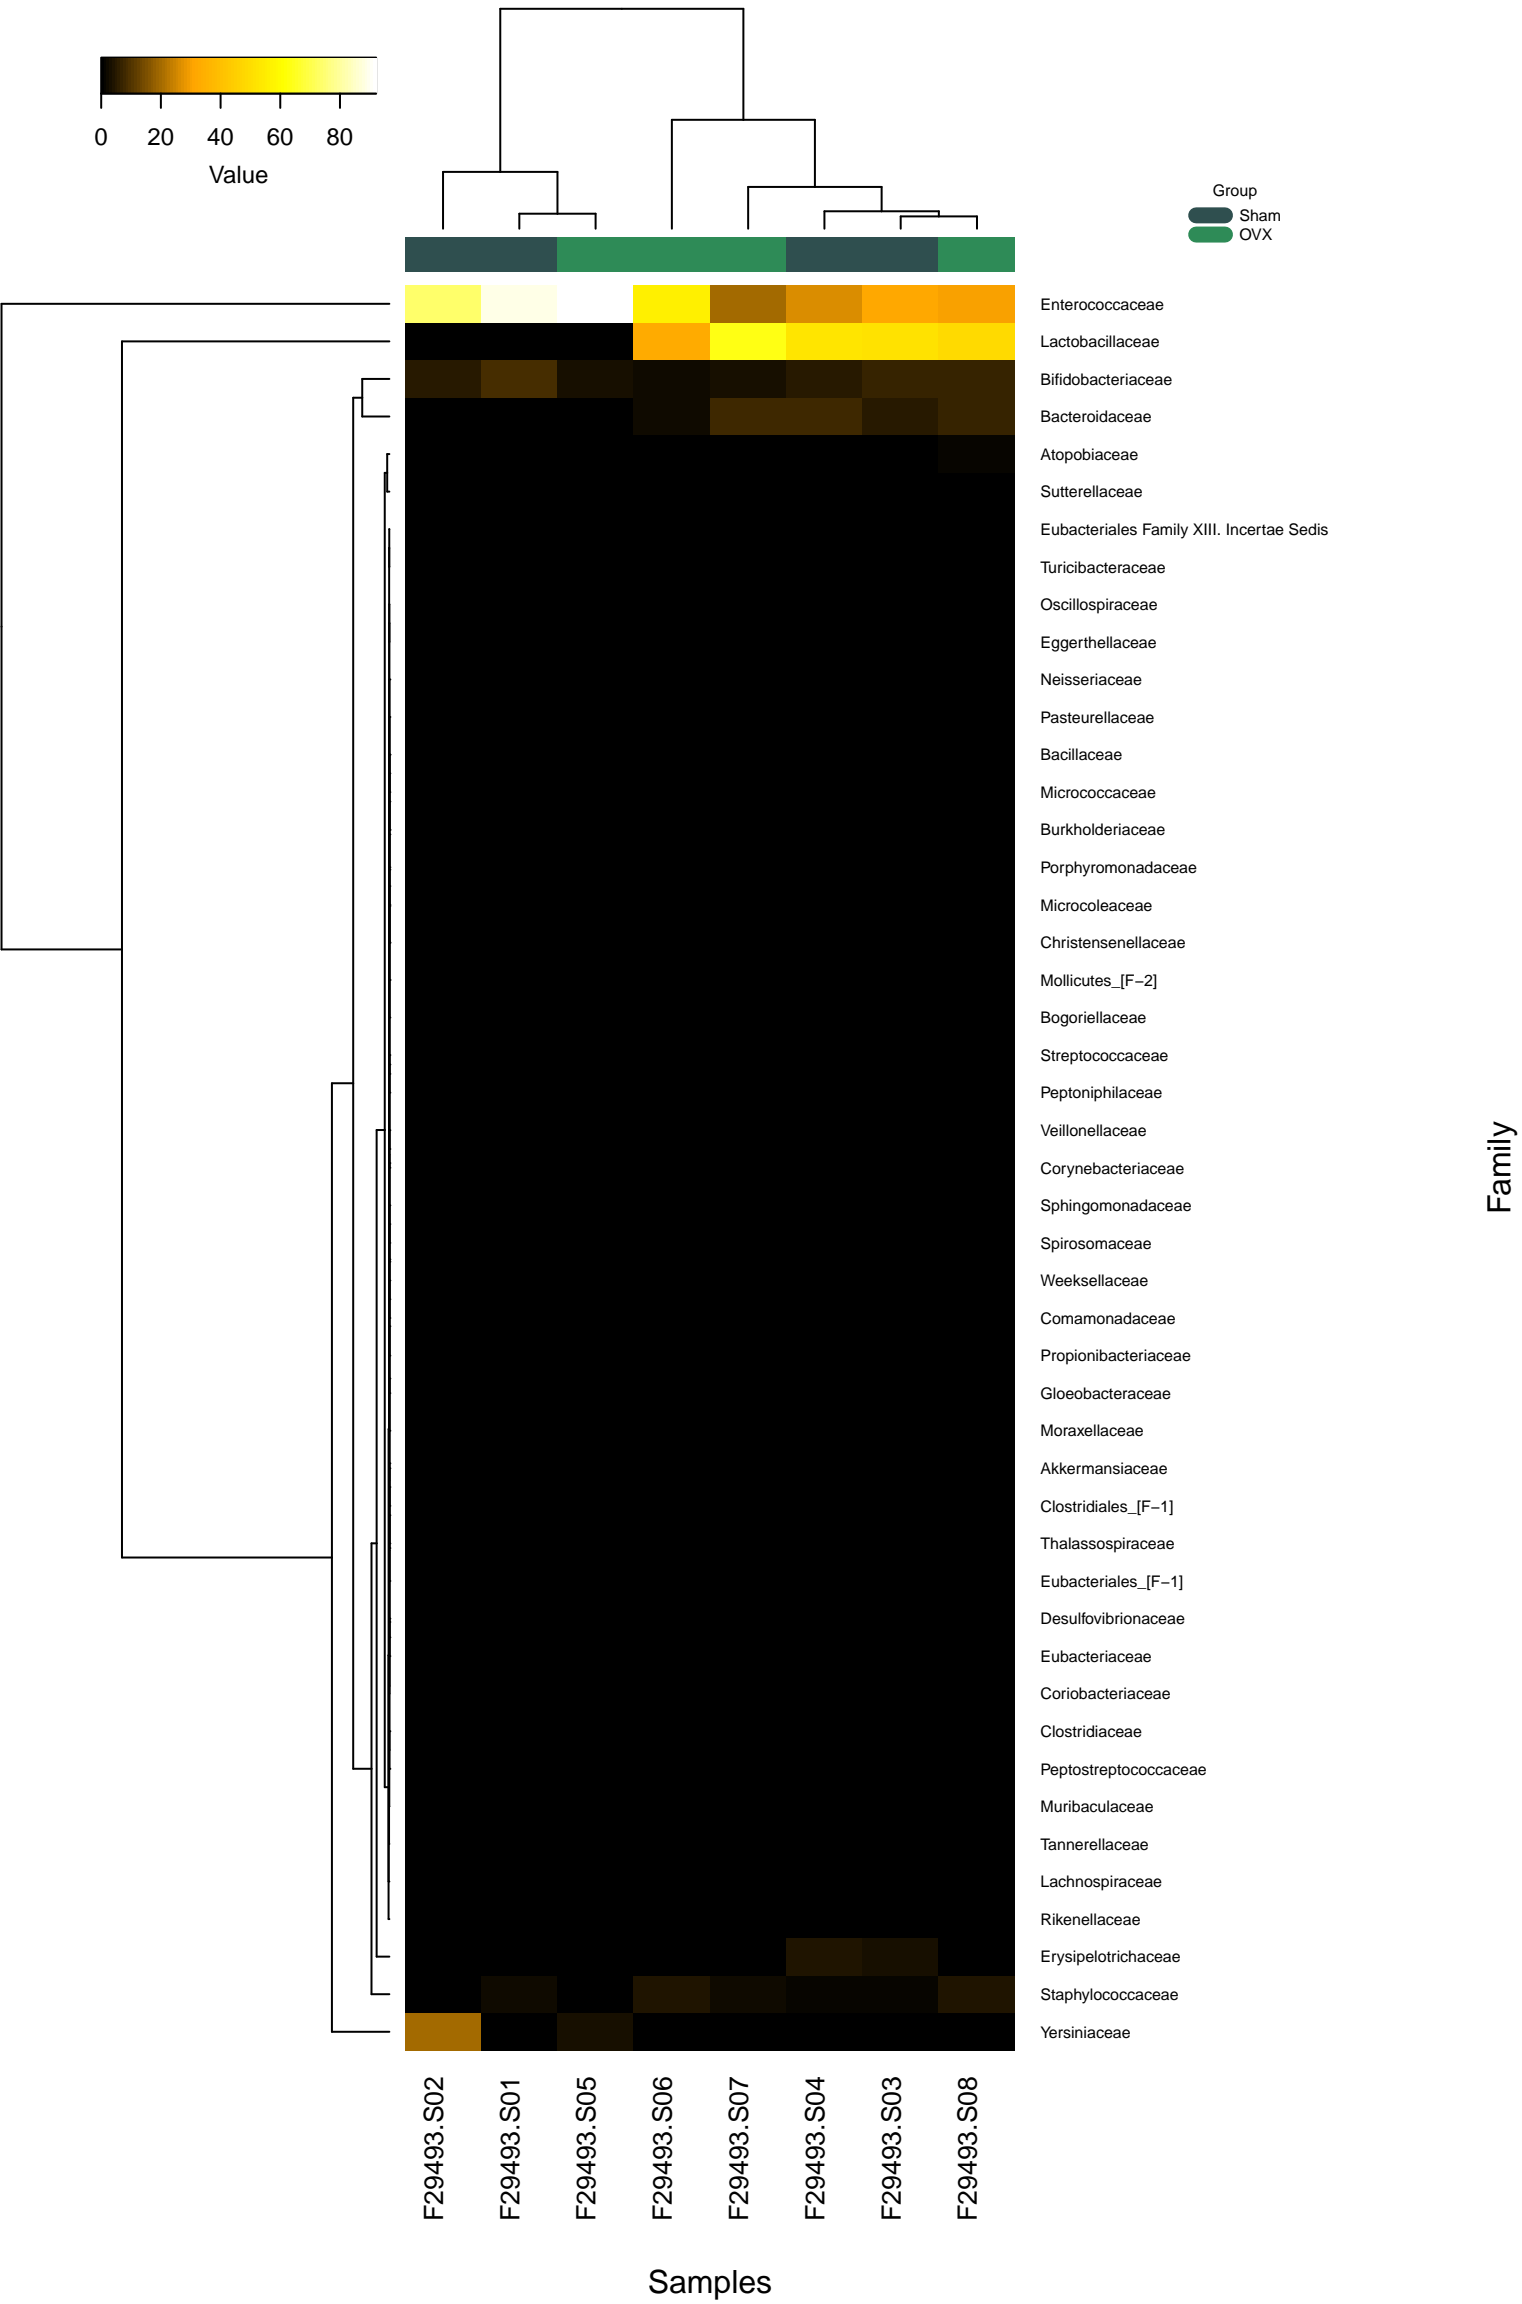 0 20 40 60 80
Value
Group
Sham
OVX
Enterococcaceae
Lactobacillaceae
Bifidobacteriaceae
Bacteroidaceae
Atopobiaceae
Sutterellaceae
Eubacteriales Family XIII. Incertae Sedis
Turicibacteraceae
Oscillospiraceae
Eggerthellaceae
Neisseriaceae
Pasteurellaceae
Bacillaceae
Micrococcaceae
Burkholderiaceae
Porphyromonadaceae
Microcoleaceae
Christensenellaceae
Mollicutes_[F−2]
Bogoriellaceae
Streptococcaceae
Peptoniphilaceae
Veillonellaceae
Corynebacteriaceae
Sphingomonadaceae
Spirosomaceae
Weeksellaceae
Comamonadaceae
Propionibacteriaceae
Gloeobacteraceae
Moraxellaceae
Akkermansiaceae
Clostridiales_[F−1]
Thalassospiraceae
Eubacteriales_[F−1]
Desulfovibrionaceae
Eubacteriaceae
Coriobacteriaceae
Clostridiaceae
Peptostreptococcaceae
Muribaculaceae
Tannerellaceae
Lachnospiraceae
Rikenellaceae
Erysipelotrichaceae
Staphylococcaceae
Yersiniaceae
Family
F29493.S02
F29493.S01
F29493.S05
F29493.S06
F29493.S07
F29493.S04
F29493.S03
F29493.S08
Samples